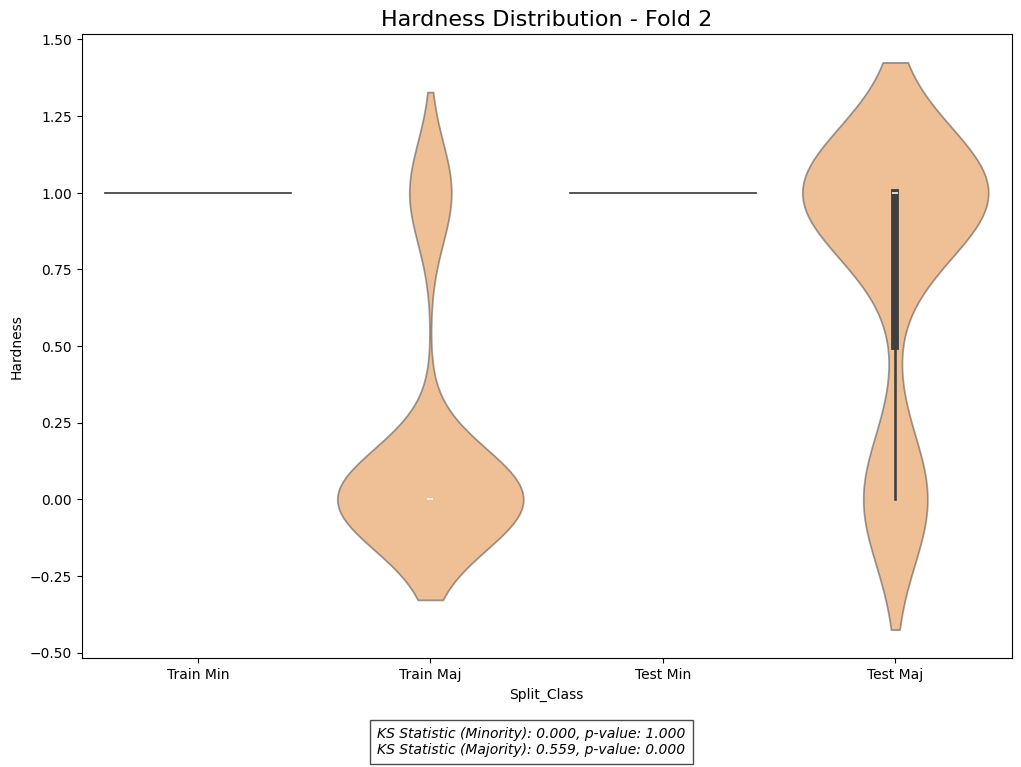 Hardness Distribution - Fold 2
1.50
1.25
1.00
0.75
0.50
0.25
0.00
−0.25
−0.50
Hardness
Train Min
Train Maj
Test Min
Test Maj
Split_Class
KS Statistic (Minority): 0.000, p-value: 1.000
KS Statistic (Majority): 0.559, p-value: 0.000